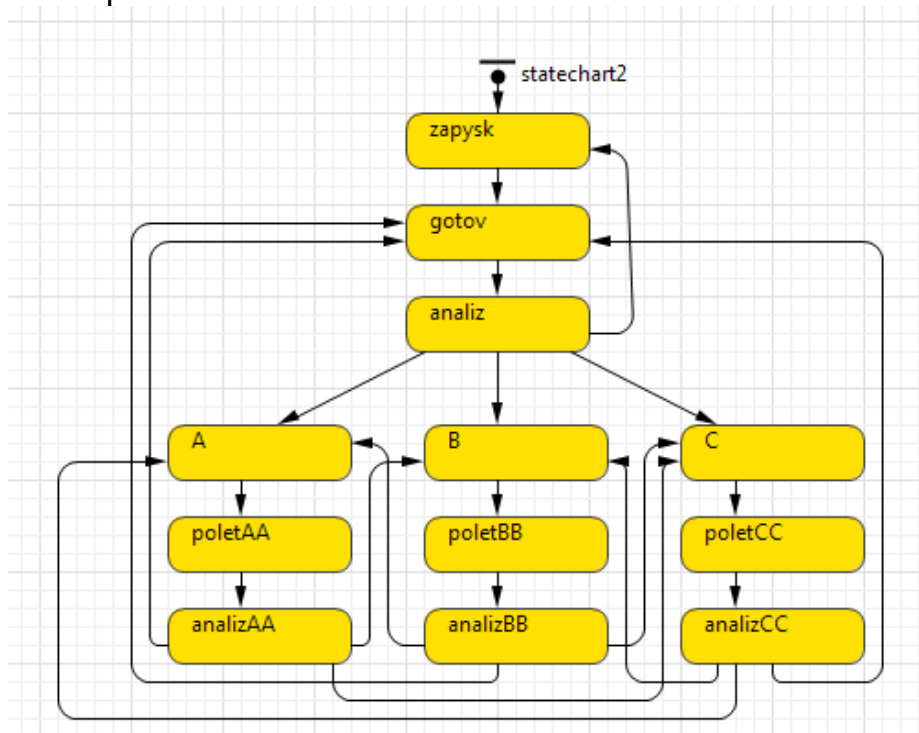 statechart2
zapysk
gotov
analiz
A
B
C
poletAA
poletBB
poletCC
analizAA
analizBB
analizCC